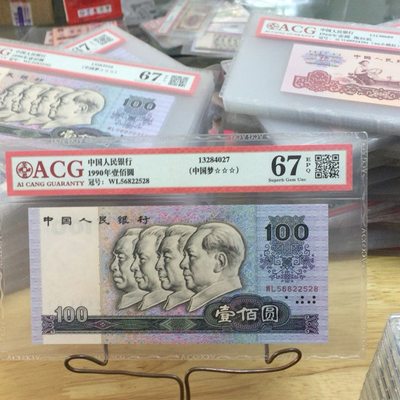 67
100
ACG
ACG
AI CANG GUARANTY
中国人民银行
1990年壹佰圆
冠号：WL56822528
13284027
(中国梦☆☆☆)
67 EPQ
Superb Gem Unc
中国人民银行
100
WL56822528
100
壹佰圆